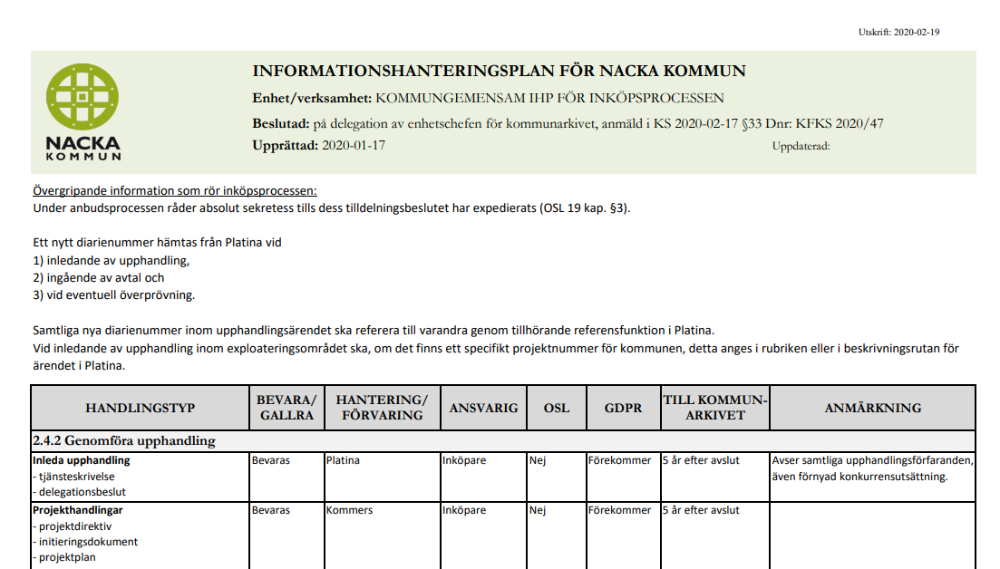 Utskrift: 2020-02-19
INFORMATIONSHANTERINGSPLAN FÖR NACKA KOMMUN
Enhet/verksamhet: KOMMUNGEMENSAM IHP FÖR INKÖPSPROCESSEN
Beslutad: på delegation av enhetschefen för kommunarkivet, anmäld i KS 2020-02-17 §33 Dnr: KFKS 2020/47
Upprättad: 2020-01-17 Uppdaterad:
NACKA
KOMMUN
Övergripande information som rör inköpsprocessen:
Under anbudsprocessen råder absolut sekretess tills dess tilldelningsbeslutet har expedierats (OSL 19 kap. §3).
Ett nytt diarienummer hämtas från Platina vid
1) inledande av upphandling,
2) ingående av avtal och
3) vid eventuell överprövning.
Samtliga nya diarienummer inom upphandlingsärendet ska referera till varandra genom tillhörande referensfunktion i Platina.
Vid inledande av upphandling inom exploateringsområdet ska, om det finns ett specifikt projektnummer för kommunen, detta anges i rubriken eller i beskrivningsrutan för
ärendet i Platina.
HANDLINGSTYP BEVARA/ GALLRA HANTERING/ FÖRVARING ANSVARIG OSL GDPR TILL KOMMUN- ARKIVET ANMÄRKNING
2.4.2 Genomföra upphandling
Inleda upphandling Bevaras Platina Inköpare Nej Förekommer 5 år efter avslut Avser samtliga upphandlingsförfaranden,
- tjänsteskrivelse även förnyad konkurrensutsättning.
- delegationsbeslut
Projekthandlingar Bevaras Kommers Inköpare Nej Förekommer 5 år efter avslut
- projektdirektiv
- initieringsdokument
- projektplan